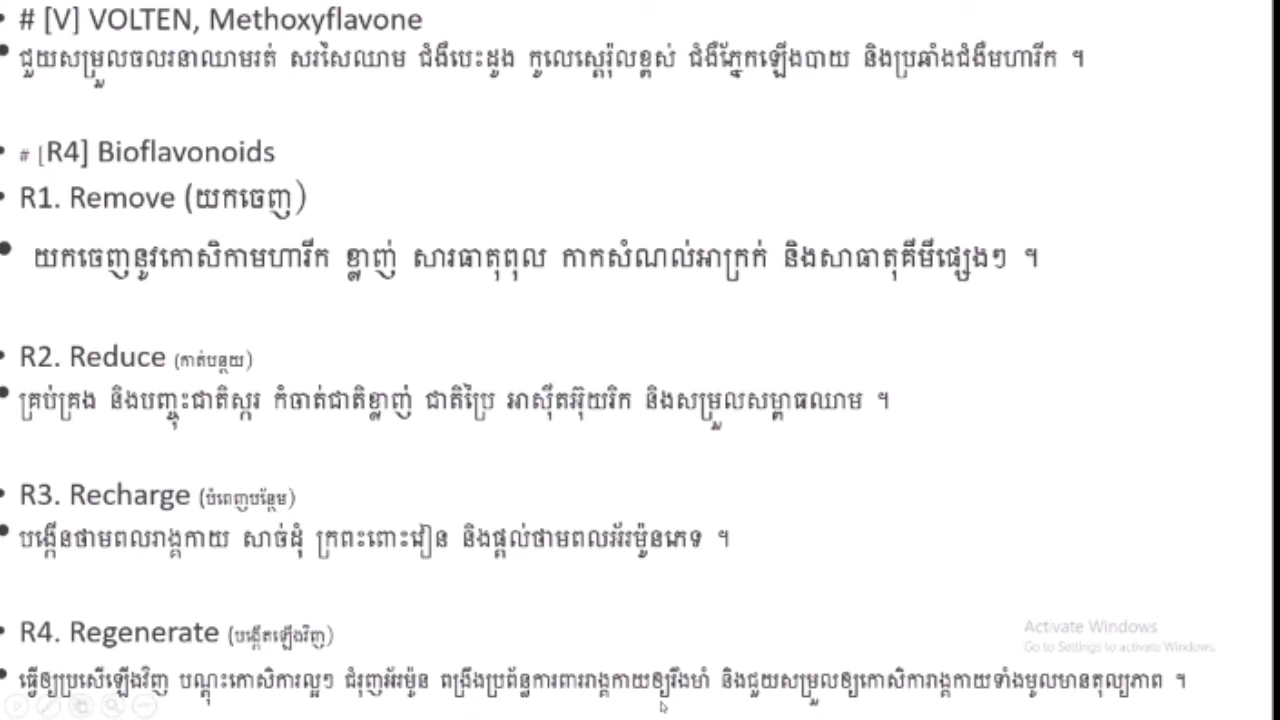 # [V] VOLTEN, Methoxyflavone
ជួយសម្រួលចលរនាឈាមរត់ សរសៃឈាម ជំងឺបេះដូង កូលេស្តេរ៉ុលខ្ពស់ ជំងឺភ្នែកឡើងបាយ និងប្រឆាំងជំងឺមហារីក ។
# [R4] Bioflavonoids
R1. Remove (យកចេញ)
យកចេញនូវកោសិកាមហារីក ខ្លាញ់ សារធាតុពុល កាកសំណល់អាក្រក់ និងសាធាតុគីមីផ្សេងៗ ។
R2. Reduce (កាត់បន្ថយ)
គ្រប់គ្រង និងបញ្ចុះជាតិស្ករ កំចាត់ជាតិខ្លាញ់ ជាតិប្រៃ អាស៊ីតអ៊ុយរិក និងសម្រួលសម្ពាធឈាម ។
R3. Recharge (បំពេញបន្ថែម)
បង្កើនថាមពលរាង្គកាយ សាច់ដុំ ក្រពះពោះវៀន និងផ្តល់ថាមពលអ័រម៉ូនភេទ ។
R4. Regenerate (បង្កើតឡើងវិញ)
ធ្វើឲ្យប្រសើឡើងវិញ បណ្តុះកោសិការល្អៗ ជំរុញអ័រម៉ូន ពង្រឹងប្រព័ន្ធការពាររាង្គកាយឲ្យរឹងមាំ និងជួយសម្រួលឲ្យកោសិការាង្គកាយទាំងមូលមានតុល្យភាព ។
Activate Windows
Go to Settings to activate Windows.